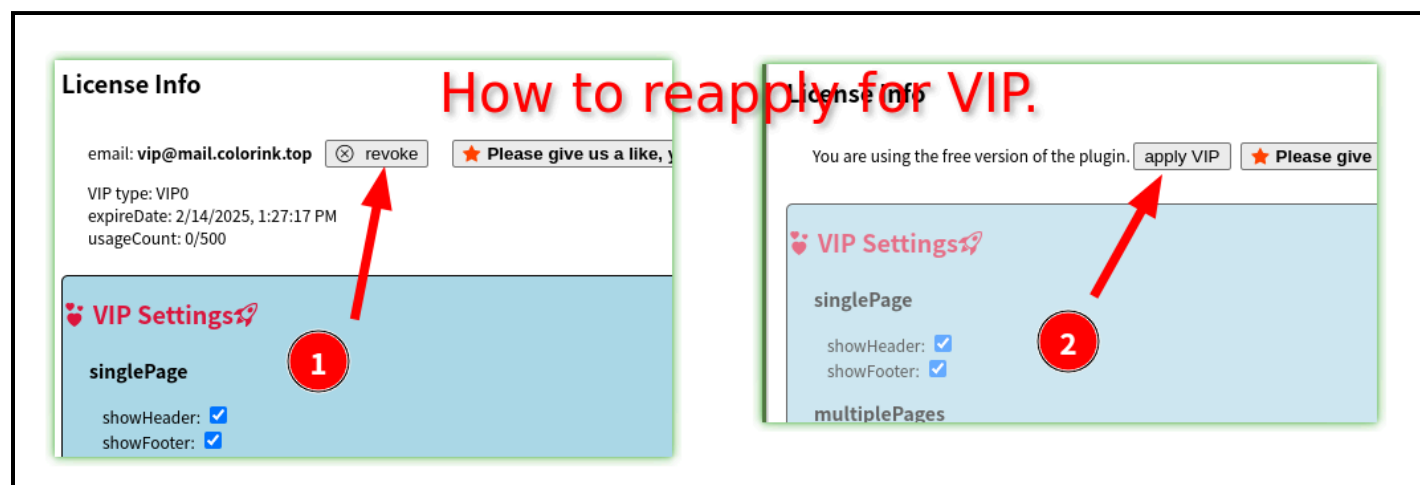 How to reapply for VIP.
License Info
email: vip@mail.colorink.top revoke Please give us a like, y
VIP type: VIP0
expireDate: 2/14/2025, 1:27:17 PM
usageCount: 0/500
VIP Settings
singlePage
1
showHeader:
showFooter:
License Info
You are using the free version of the plugin. apply VIP Please give
VIP Settings
singlePage
2
showHeader:
showFooter:
multiplePages